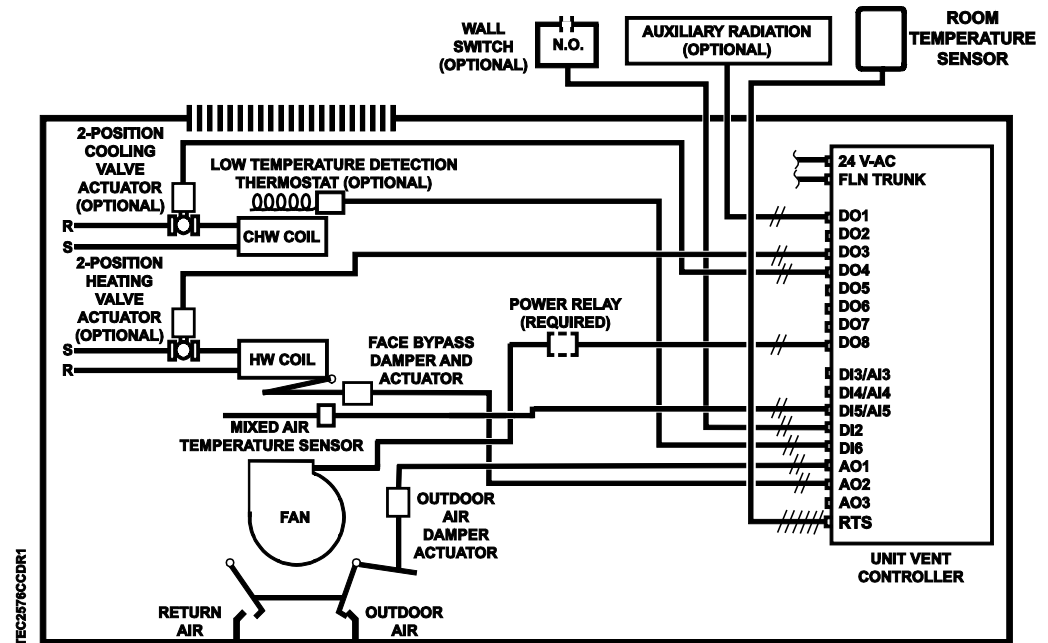 WALL
SWITCH
(OPTIONAL)
N.O.
AUXILIARY RADIATION
(OPTIONAL)
ROOM
TEMPERATURE
SENSOR
2-POSITION
COOLING
VALVE
ACTUATOR
(OPTIONAL)
LOW TEMPERATURE DETECTION
THERMOSTAT (OPTIONAL)
R
S
CHW COIL
2-POSITION
HEATING
VALVE
ACTUATOR
(OPTIONAL)
S
R
HW COIL
POWER RELAY
(REQUIRED)
FACE BYPASS
DAMPER AND
ACTUATOR
MIXED AIR
TEMPERATURE SENSOR
FAN
OUTDOOR
AIR
DAMPER
ACTUATOR
RETURN
AIR
OUTDOOR
AIR
24 V-AC
FLN TRUNK
DO1
DO2
DO3
DO4
DO5
DO6
DO7
DO8
DI3/AI3
DI4/AI4
DI5/AI5
DI2
DI6
AO1
AO2
AO3
RTS
UNIT VENT
CONTROLLER
TEC2576CCDR1